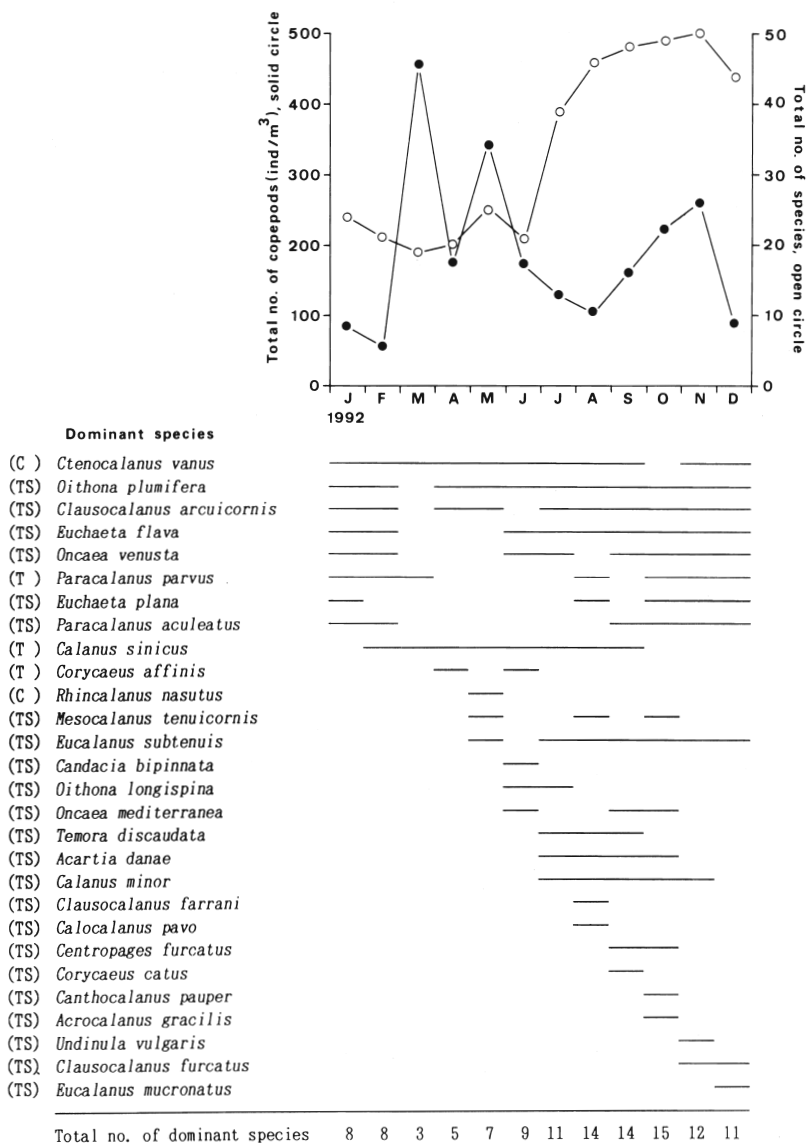 Total no. of copepods(ind/m3), solid circle
500
400
300
200
100
0
50
40
30
20
10
0
Total no. of species, open circle
J F M A M J J A S O N D
1992
Dominant species
(C ) Ctenocalanus vanus
(TS) Oithona plumifera
(TS) Clausocalanus arcuicornis
(TS) Euchaeta flava
(TS) Oncaea venusta
(T ) Paracalanus parvus
(TS) Euchaeta plana
(TS) Paracalanus aculeatus
(T ) Calanus sinicus
(T ) Corycaeus affinis
(C ) Rhincalanus nasutus
(TS) Mesocalanus tenuicornis
(TS) Eucalanus subtenuis
(TS) Candacia bipinnata
(TS) Oithona longispina
(TS) Oncaea mediterranea
(TS) Temora discaudata
(TS) Acartia danae
(TS) Calanus minor
(TS) Clausocalanus farrani
(TS) Calocalanus pavo
(TS) Centropages furcatus
(TS) Corycaeus catus
(TS) Canthocalanus pauper
(TS) Acrocalanus gracilis
(TS) Undinula vulgaris
(TS) Clausocalanus furcatus
(TS) Eucalanus mucronatus
Total no. of dominant species 8 8 3 5 7 9 11 14 14 15 12 11